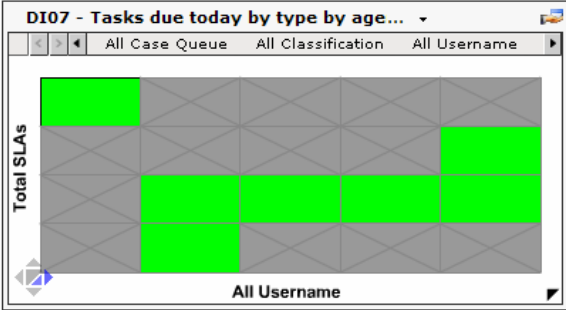 DI07 - Tasks due today by type by age...
All Case Queue All Classification All Username
Total SLAs
All Username